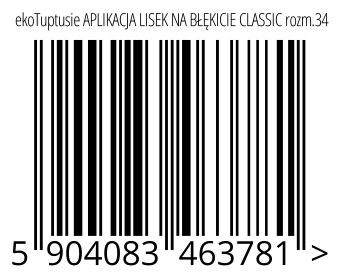 ekoTuptusie APLIKACJA LISEK NA BŁĘKICIE CLASSIC rozm.34
5 904083 463781 >